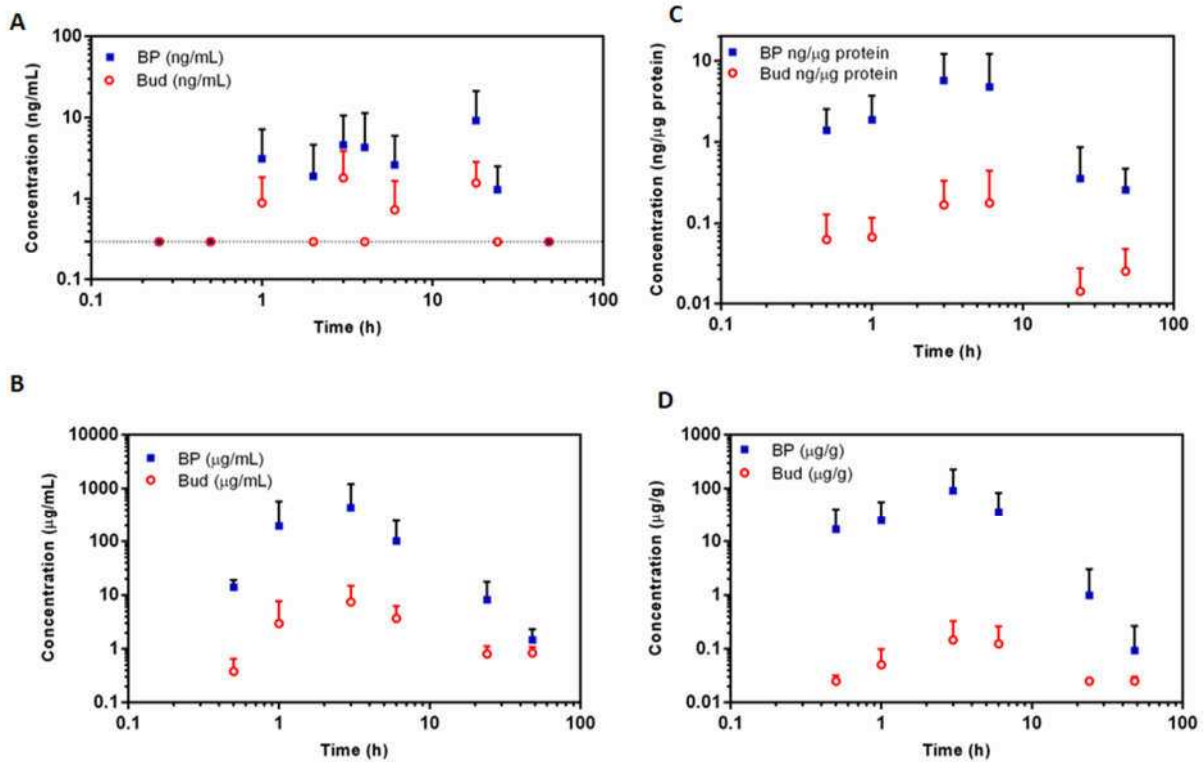 A
BP (ng/mL)
Bud (ng/mL)
Concentration (ng/mL)
100
10
1
0.1
0.1 1 10 100
Time (h)
C
BP ng/μg protein
Bud ng/μg protein
Concentration (ng/μg protein)
10
1
0.1
0.01
0.1 1 10 100
Time (h)
B
BP (μg/mL)
Bud (μg/mL)
Concentration (μg/mL)
10000
1000
100
10
1
0.1
0.1 1 10 100
Time (h)
D
BP (μg/g)
Bud (μg/g)
Concentration (μg/g)
1000
100
10
1
0.1
0.01
0.1 1 10 100
Time (h)